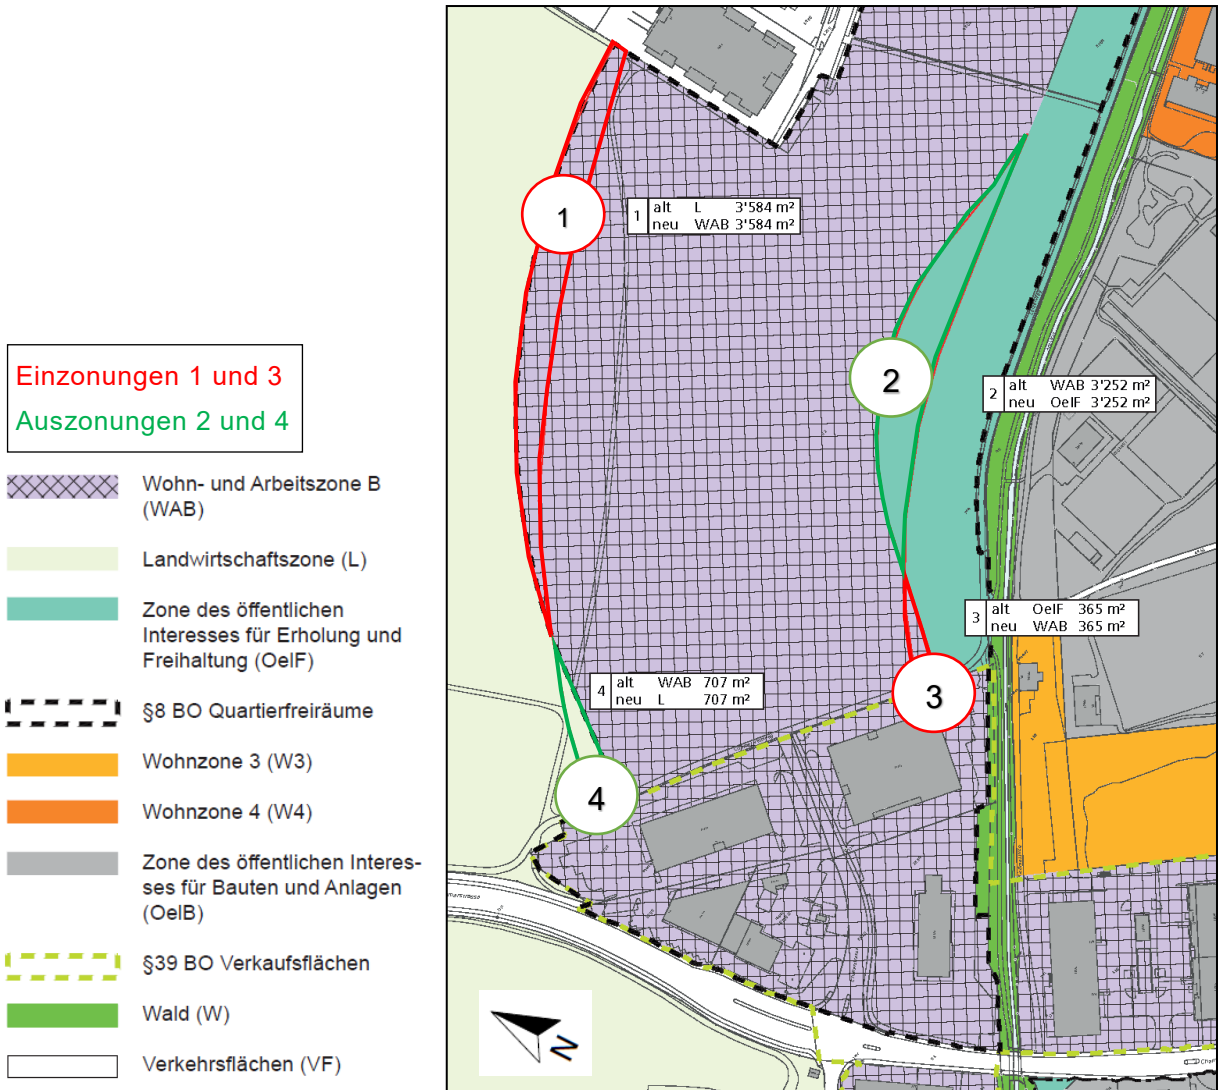 Einzonungen 1 und 3
Auszonungen 2 und 4
Wohn- und Arbeitszone B
(WAB)
Landwirtschaftszone (L)
Zone des öffentlichen
Interesses für Erholung und
Freihaltung (OeIF)
§8 BO Quartierfreiräume
Wohnzone 3 (W3)
Wohnzone 4 (W4)
Zone des öffentlichen Interes-
ses für Bauten und Anlagen
(OeIB)
§39 BO Verkaufsflächen
Wald (W)
Verkehrsflächen (VF)
1
1 alt L 3'584 m²
neu WAB 3'584 m²
2
2 alt WAB 3'252 m²
neu OeIF 3'252 m²
3 alt OeIF 365 m²
neu WAB 365 m²
3
4 alt WAB 707 m²
neu L 707 m²
4
N